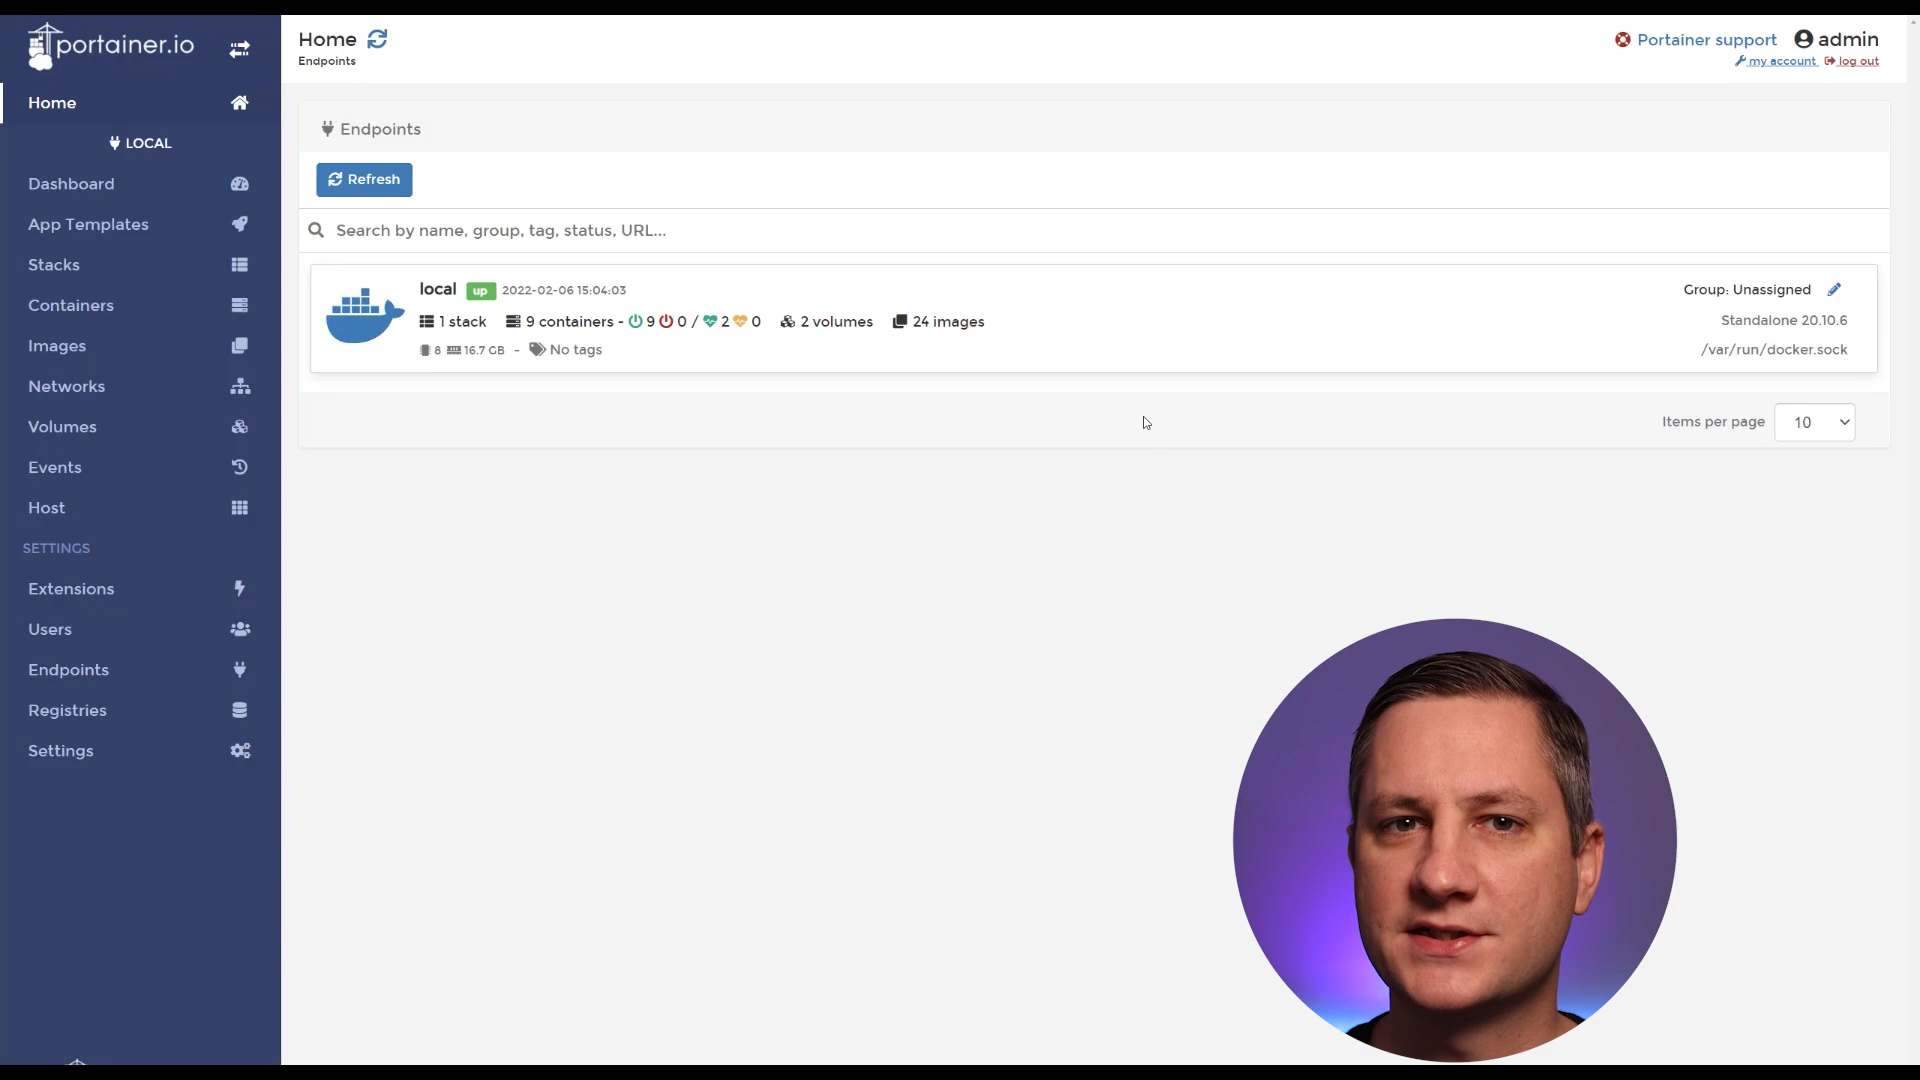 portainer.io
Home
LOCAL
Dashboard
App Templates
Stacks
Containers
Images
Networks
Volumes
Events
Host
SETTINGS
Extensions
Users
Endpoints
Registries
Settings
Home
Endpoints
Portainer support admin
my account log out
Endpoints
Refresh
Search by name, group, tag, status, URL...
local up 2022-02-06 15:04:03
1 stack 9 containers - 9 0 / 2 0 2 volumes 24 images
8 16.7 GB - No tags
Group: Unassigned
Standalone 20.10.6
/var/run/docker.sock
Items per page 10